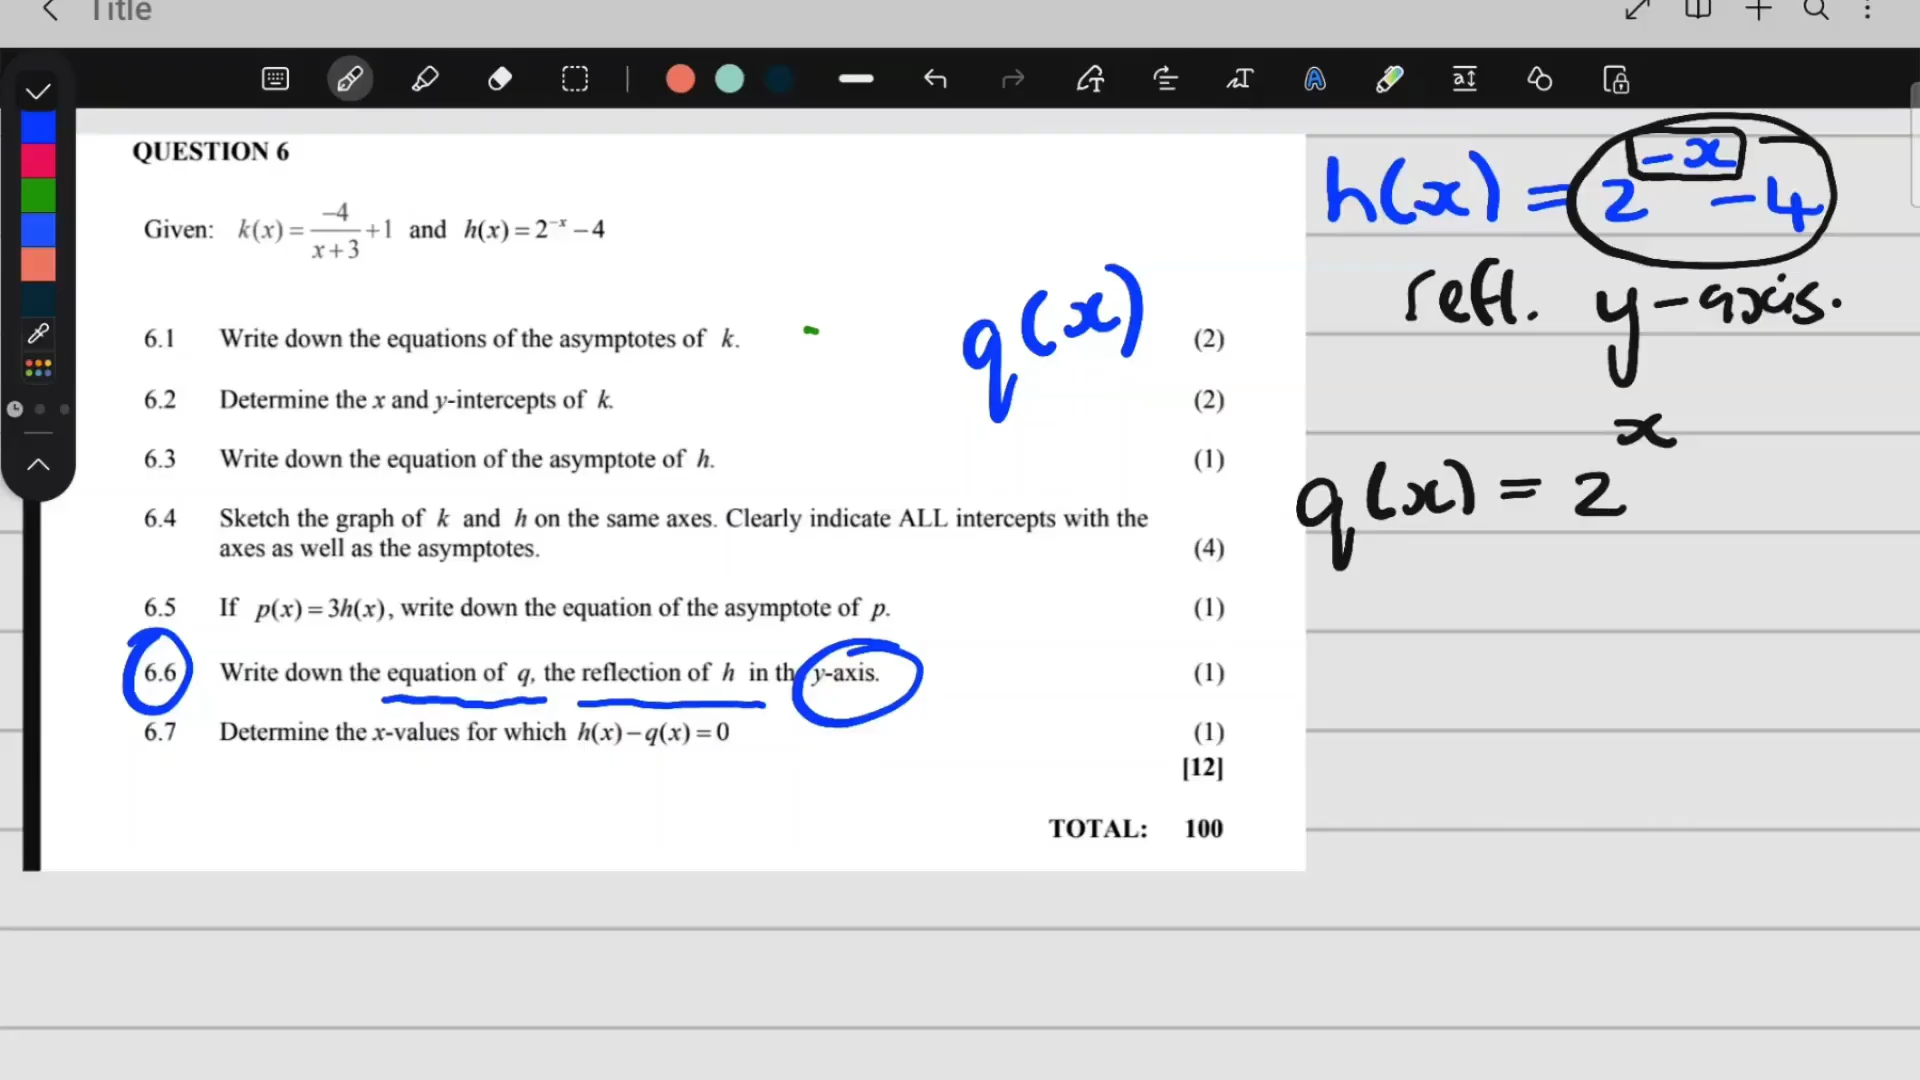 Title
QUESTION 6
Given: k(x) = -4/(x+3) + 1 and h(x) = 2^{-x} - 4
6.1 Write down the equations of the asymptotes of k. (2)
6.2 Determine the x and y-intercepts of k. (2)
6.3 Write down the equation of the asymptote of h. (1)
6.4 Sketch the graph of k and h on the same axes. Clearly indicate ALL intercepts with the
axes as well as the asymptotes. (4)
6.5 If p(x) = 3h(x), write down the equation of the asymptote of p. (1)
6.6 Write down the equation of q, the reflection of h in th y-axis. (1)
6.7 Determine the x-values for which h(x) - q(x) = 0 (1)
[12]
TOTAL: 100
q(x)
h(x) = 2^{-x} - 4
refl. y-axis.
q(x) = 2^x